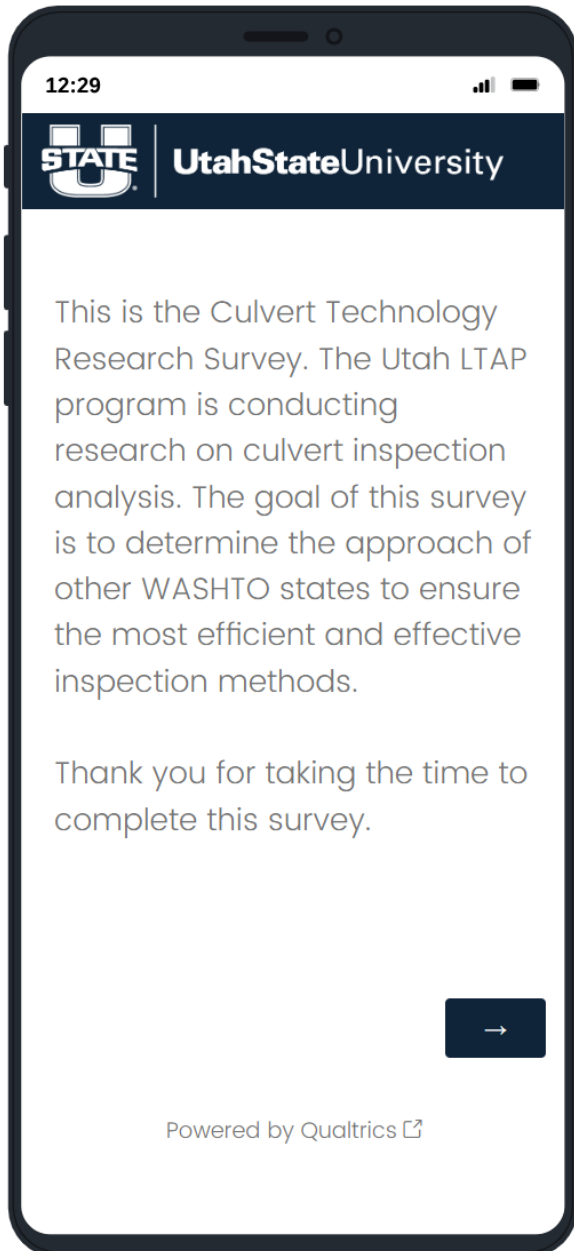 12:29
STATE
UtahStateUniversity
This is the Culvert Technology
Research Survey. The Utah LTAP
program is conducting
research on culvert inspection
analysis. The goal of this survey
is to determine the approach of
other WASHTO states to ensure
the most efficient and effective
inspection methods.
Thank you for taking the time to
complete this survey.
→
Powered by Qualtrics